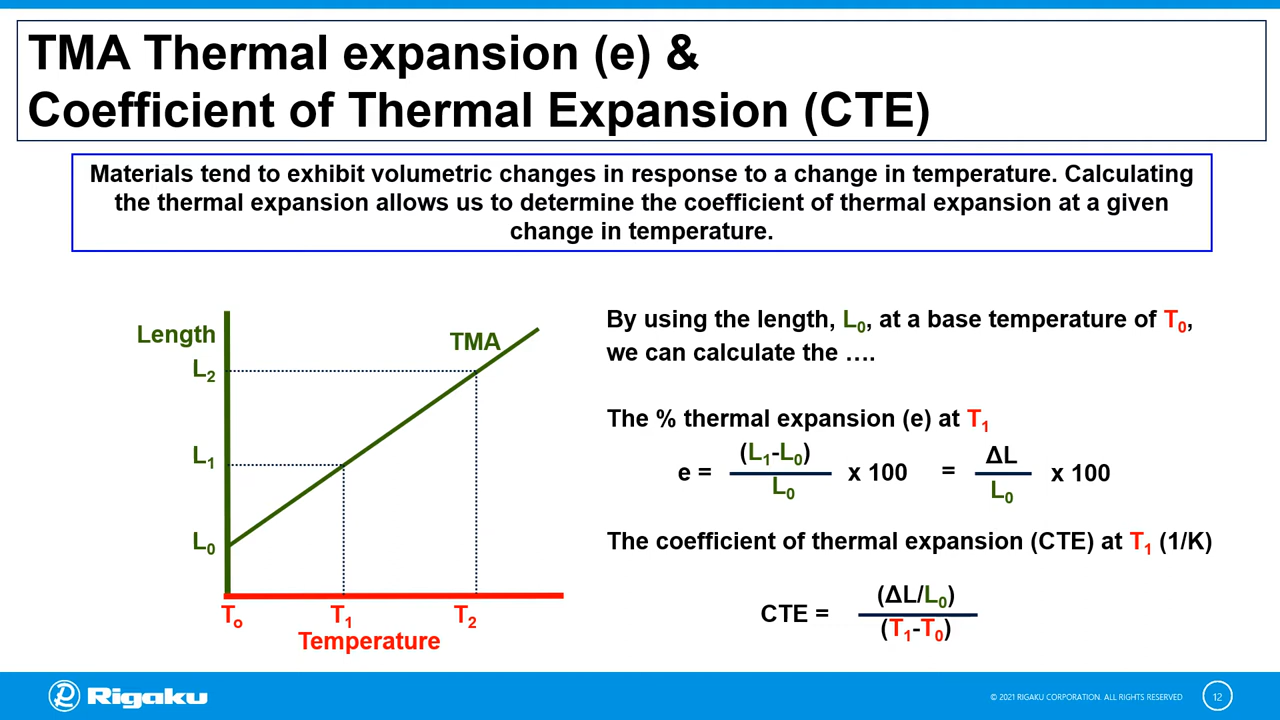 TMA Thermal expansion (e) &
Coefficient of Thermal Expansion (CTE)
Materials tend to exhibit volumetric changes in response to a change in temperature. Calculating
the thermal expansion allows us to determine the coefficient of thermal expansion at a given
change in temperature.
Length
TMA
L₂
L₁
L₀
T₀
T₁
T₂
Temperature
By using the length, L₀, at a base temperature of T₀,
we can calculate the ….
The % thermal expansion (e) at T₁
e = (L₁-L₀) / L₀ x 100 = ΔL / L₀ x 100
The coefficient of thermal expansion (CTE) at T₁ (1/K)
CTE = (ΔL/L₀) / (T₁-T₀)
Rigaku
© 2021 RIGAKU CORPORATION. ALL RIGHTS RESERVED
12